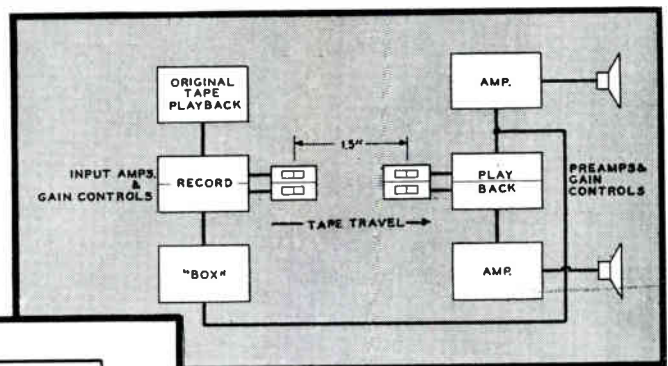 ORIGINAL
TAPE
PLAYBACK
AMP.
1.5"
INPUT AMPS.
&
GAIN CONTROLS
RECORD
PLAY
BACK
PREAMPS &
GAIN
CONTROLS
TAPE TRAVEL
"BOX"
AMP.